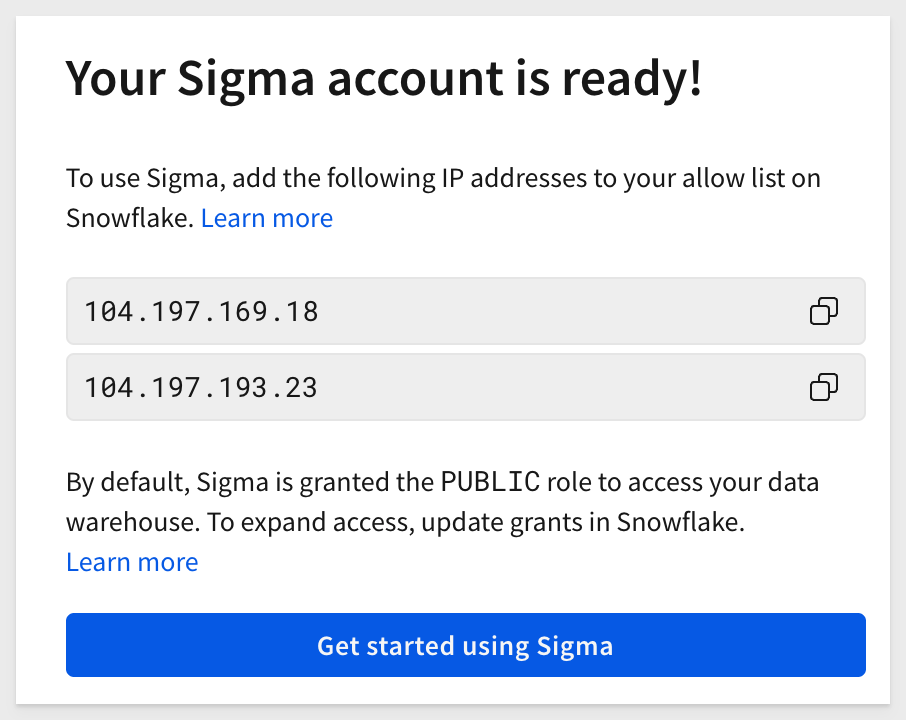 Your Sigma account is ready!
To use Sigma, add the following IP addresses to your allow list on
Snowflake. Learn more
104.197.169.18
104.197.193.23
By default, Sigma is granted the PUBLIC role to access your data
warehouse. To expand access, update grants in Snowflake.
Learn more
Get started using Sigma